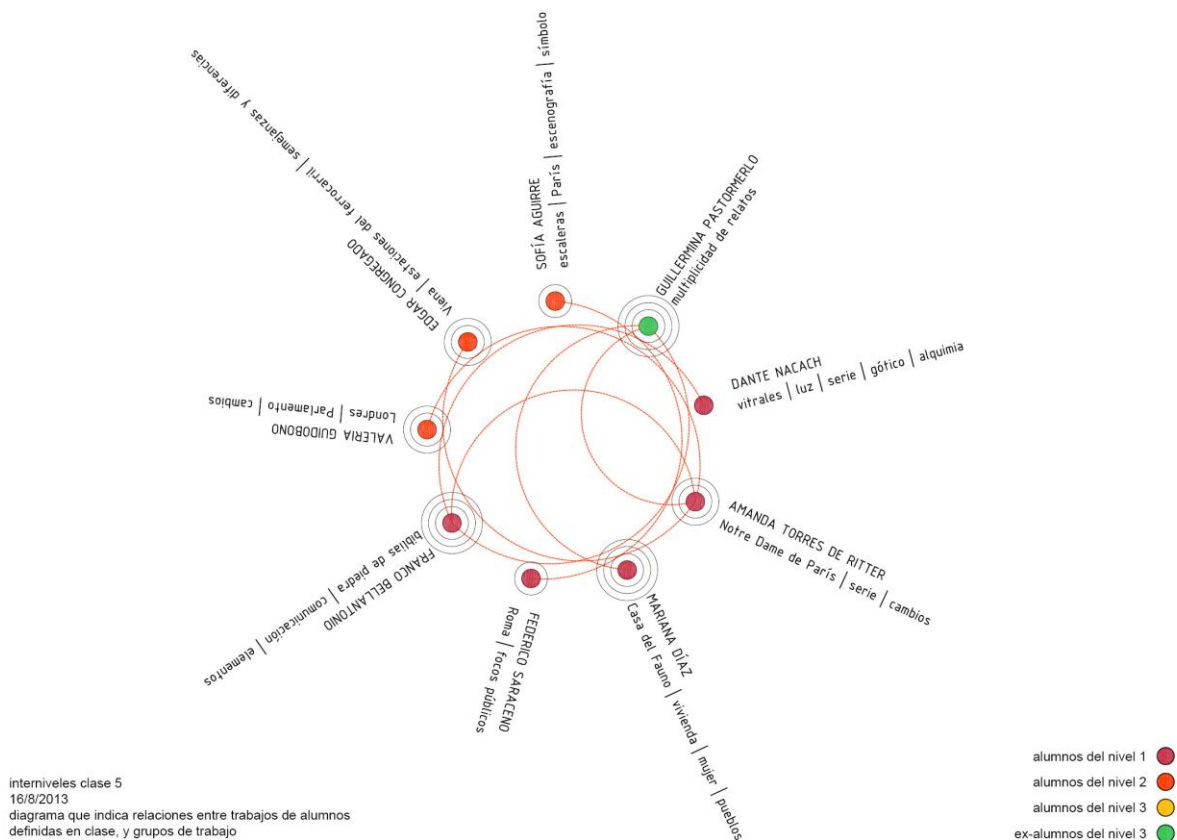 SOFÍA AGUIRRE
escaleras | París | escenografía | símbolo
GUILLERMINA PASTORMERLO
multiplicidad de relatos
DANTE NACACH
vitrales | luz | serie | gótico | alquimia
AMANDA TORRES DE RITTER
Notre Dame de París | serie | cambios
MARIANA DÍAZ
Casa del Fauno | vivienda | mujer | pueblos
FEDERICO SARACENO
Roma | focos públicos
FRANCO BELLANTONIO
biblias de piedra | comunicación | elementos
VALERIA GUIDOBONO
Londres | Parlamento | cambios
EDGAR CONGREGADO
Viena | estaciones del ferrocarril | semejanzas y diferencias
interniveles clase 5
16/8/2013
diagrama que indica relaciones entre trabajos de alumnos
definidas en clase, y grupos de trabajo
alumnos del nivel 1
alumnos del nivel 2
alumnos del nivel 3
ex-alumnos del nivel 3